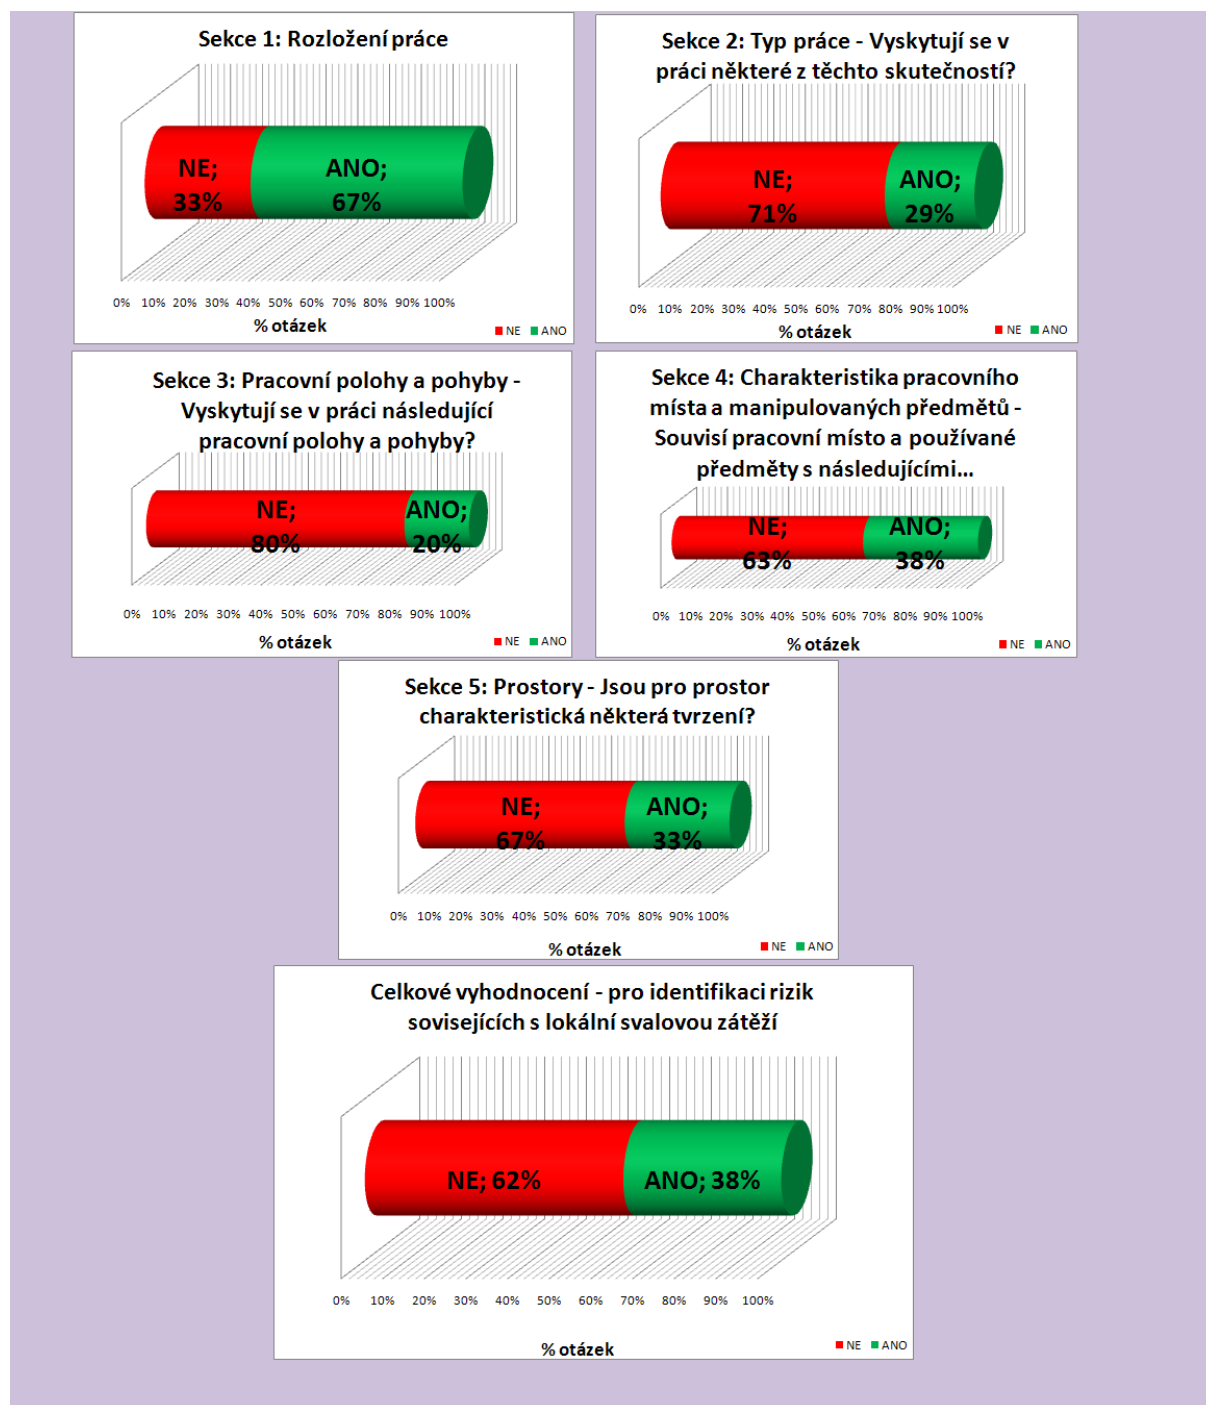 Sekce 1: Rozložení práce
NE;
33%
ANO;
67%
0% 10% 20% 30% 40% 50% 60% 70% 80% 90% 100%
% otázek
NE ANO
Sekce 2: Typ práce - Vyskytují se v
práci některé z těchto skutečností?
NE;
71%
ANO;
29%
0% 10% 20% 30% 40% 50% 60% 70% 80% 90% 100%
% otázek
NE ANO
Sekce 3: Pracovní polohy a pohyby -
Vyskytují se v práci následující
pracovní polohy a pohyby?
NE;
80%
ANO;
20%
0% 10% 20% 30% 40% 50% 60% 70% 80% 90% 100%
% otázek
NE ANO
Sekce 4: Charakteristika pracovního
místa a manipulovaných předmětů -
Souvisí pracovní místo a používané
předměty s následujícími...
NE;
63%
ANO;
38%
0% 10% 20% 30% 40% 50% 60% 70% 80% 90% 100%
% otázek
NE ANO
Sekce 5: Prostory - Jsou pro prostor
charakteristická některá tvrzení?
NE;
67%
ANO;
33%
0% 10% 20% 30% 40% 50% 60% 70% 80% 90% 100%
% otázek
NE ANO
Celkové vyhodnocení - pro identifikaci rizik
sovisejících s lokální svalovou zátěží
NE; 62% ANO; 38%
0% 10% 20% 30% 40% 50% 60% 70% 80% 90% 100%
% otázek
NE ANO